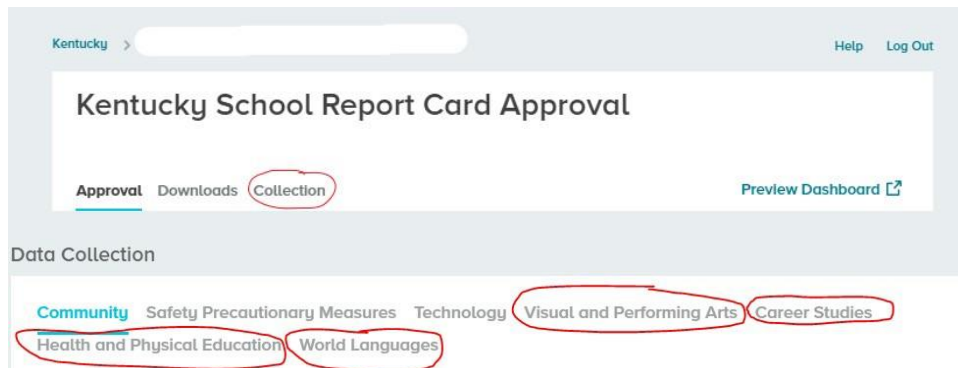 Kentucky > Help Log Out
Kentucky School Report Card Approval
Approval Downloads Collection Preview Dashboard
Data Collection
Community Safety Precautionary Measures Technology Visual and Performing Arts Career Studies
Health and Physical Education World Languages